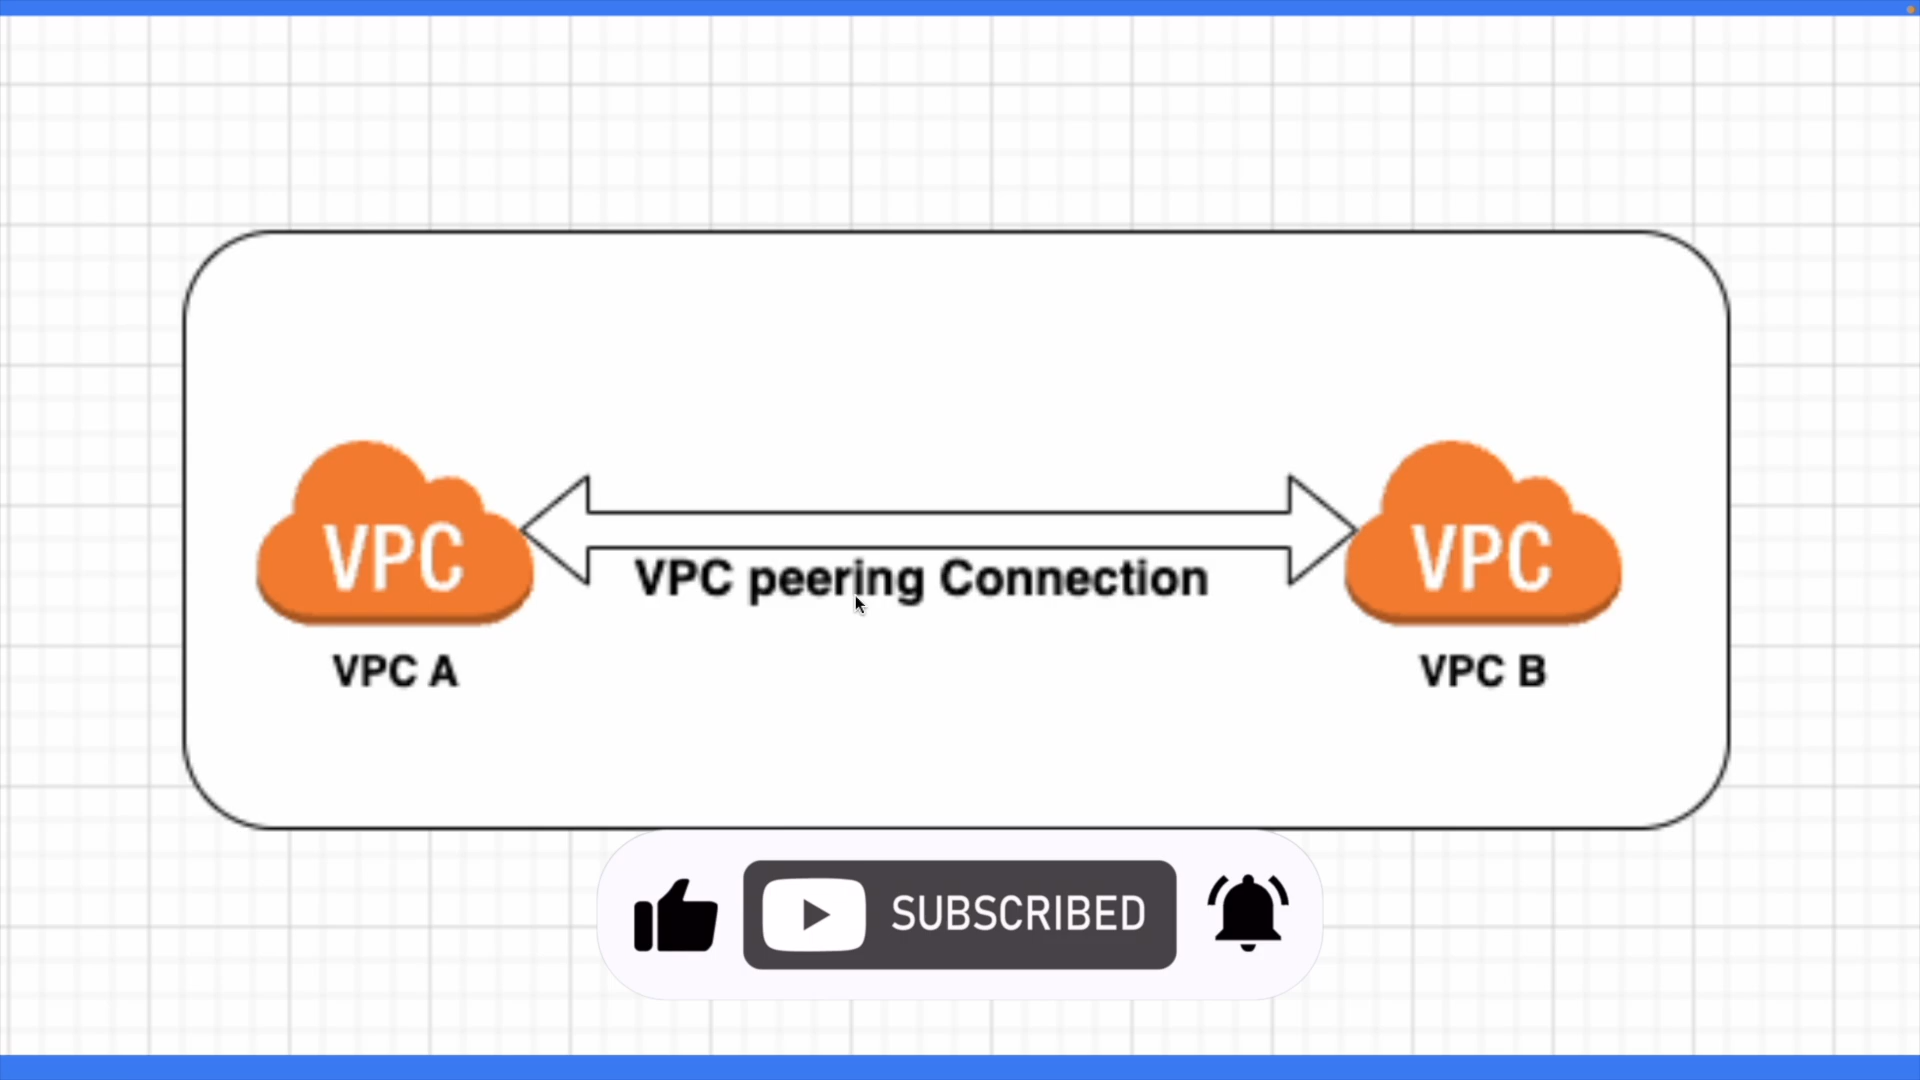 VPC
VPC
VPC peering Connection
VPC A
VPC B
SUBSCRIBED